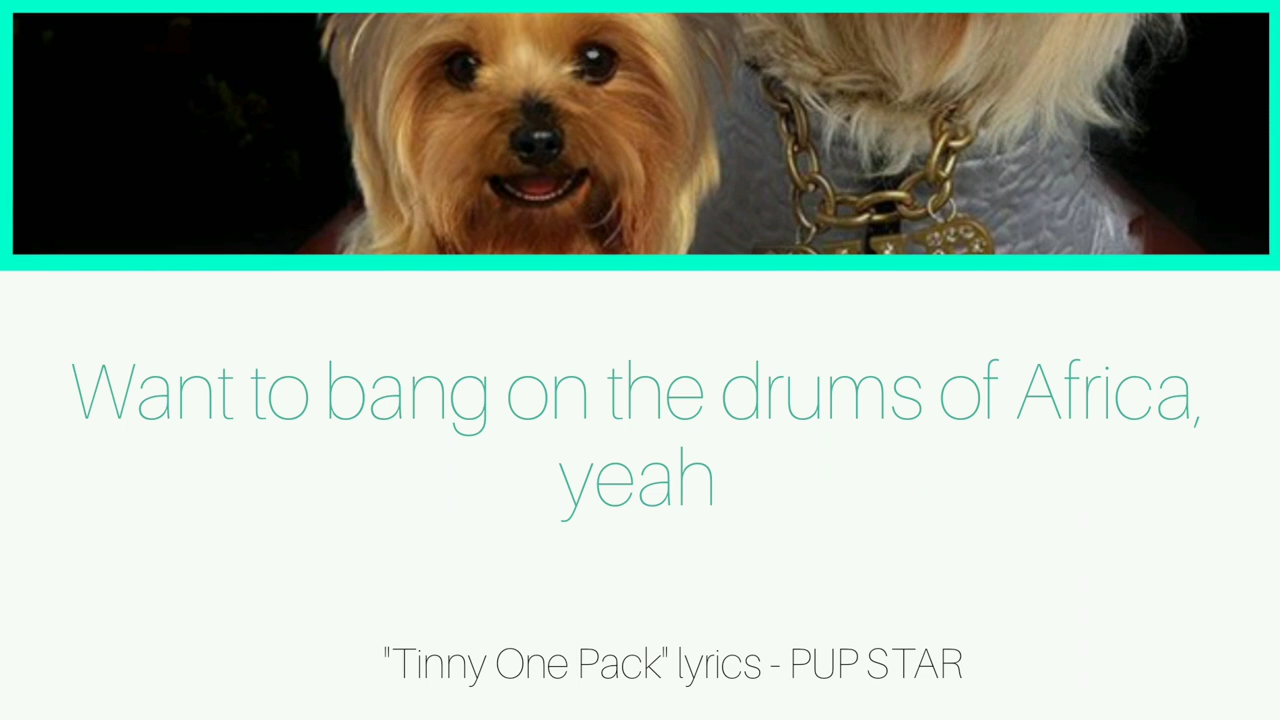 Want to bang on the drums of Africa,
yeah
"Tinny One Pack" lyrics - PUP STAR